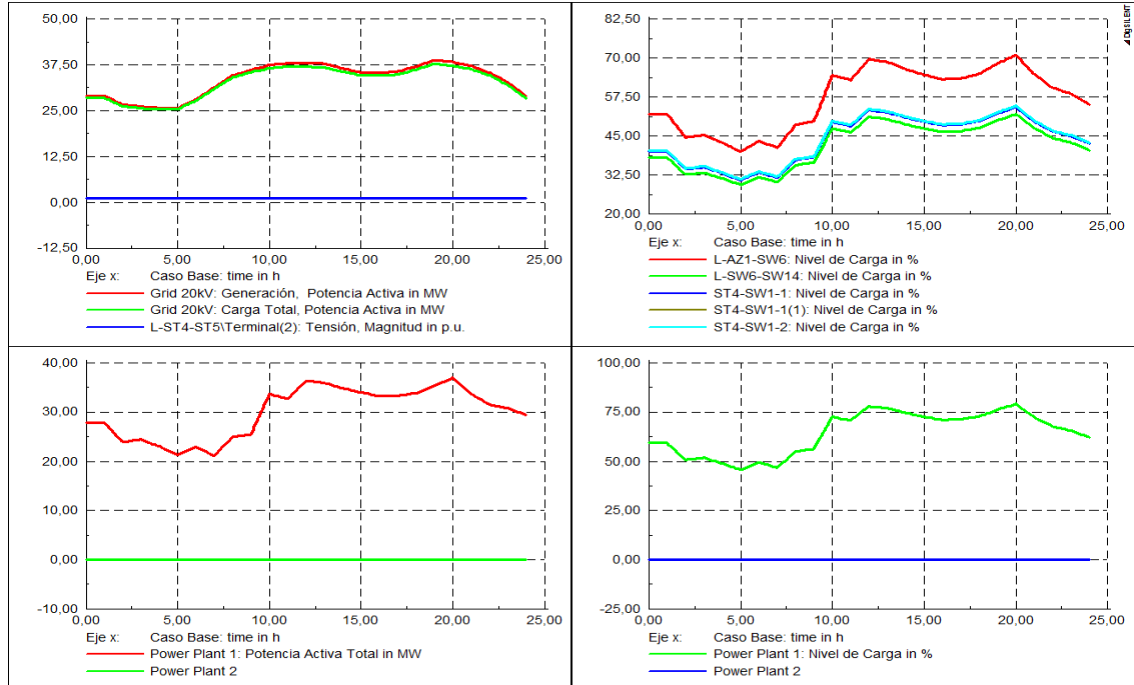 50,00
37,50
25,00
12,50
0,00
-12,50
0,00 5,00 10,00 15,00 20,00 25,00
Eje x: Caso Base: time in h
Grid 20kV: Generación, Potencia Activa in MW
Grid 20kV: Carga Total, Potencia Activa in MW
L-ST4-ST5\Terminal(2): Tensión, Magnitud in p.u.
DIgSILENT
82,50
70,00
57,50
45,00
32,50
20,00
0,00 5,00 10,00 15,00 20,00 25,00
Eje x: Caso Base: time in h
L-AZ1-SW6: Nivel de Carga in %
L-SW6-SW14: Nivel de Carga in %
ST4-SW1-1: Nivel de Carga in %
ST4-SW1-1(1): Nivel de Carga in %
ST4-SW1-2: Nivel de Carga in %
40,00
30,00
20,00
10,00
0,00
-10,00
0,00 5,00 10,00 15,00 20,00 25,00
Eje x: Caso Base: time in h
Power Plant 1: Potencia Activa Total in MW
Power Plant 2
100,00
75,00
50,00
25,00
0,00
-25,00
0,00 5,00 10,00 15,00 20,00 25,00
Eje x: Caso Base: time in h
Power Plant 1: Nivel de Carga in %
Power Plant 2